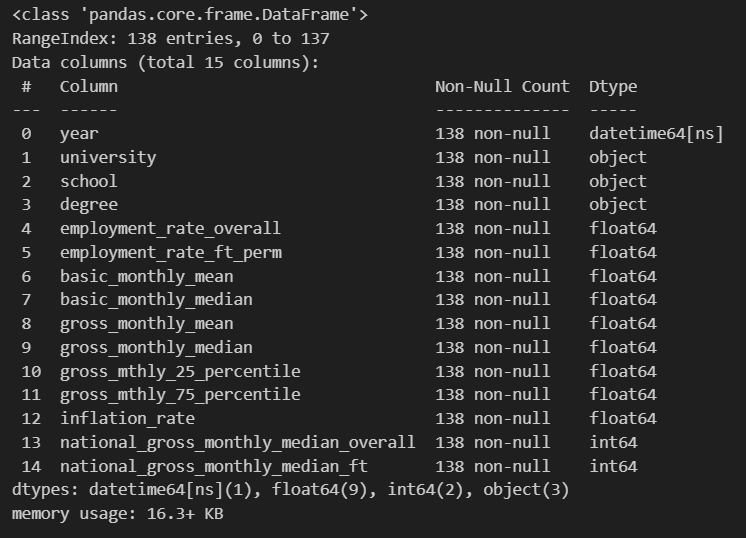 <class 'pandas.core.frame.DataFrame'>
RangeIndex: 138 entries, 0 to 137
Data columns (total 15 columns):
 #   Column                                Non-Null Count  Dtype
---  ------                                --------------  -----
 0   year                                  138 non-null    datetime64[ns]
 1   university                            138 non-null    object
 2   school                                138 non-null    object
 3   degree                                138 non-null    object
 4   employment_rate_overall               138 non-null    float64
 5   employment_rate_ft_perm               138 non-null    float64
 6   basic_monthly_mean                    138 non-null    float64
 7   basic_monthly_median                  138 non-null    float64
 8   gross_monthly_mean                    138 non-null    float64
 9   gross_monthly_median                  138 non-null    float64
 10  gross_mthly_25_percentile             138 non-null    float64
 11  gross_mthly_75_percentile             138 non-null    float64
 12  inflation_rate                        138 non-null    float64
 13  national_gross_monthly_median_overall  138 non-null    int64
 14  national_gross_monthly_median_ft      138 non-null    int64
dtypes: datetime64[ns](1), float64(9), int64(2), object(3)
memory usage: 16.3+ KB